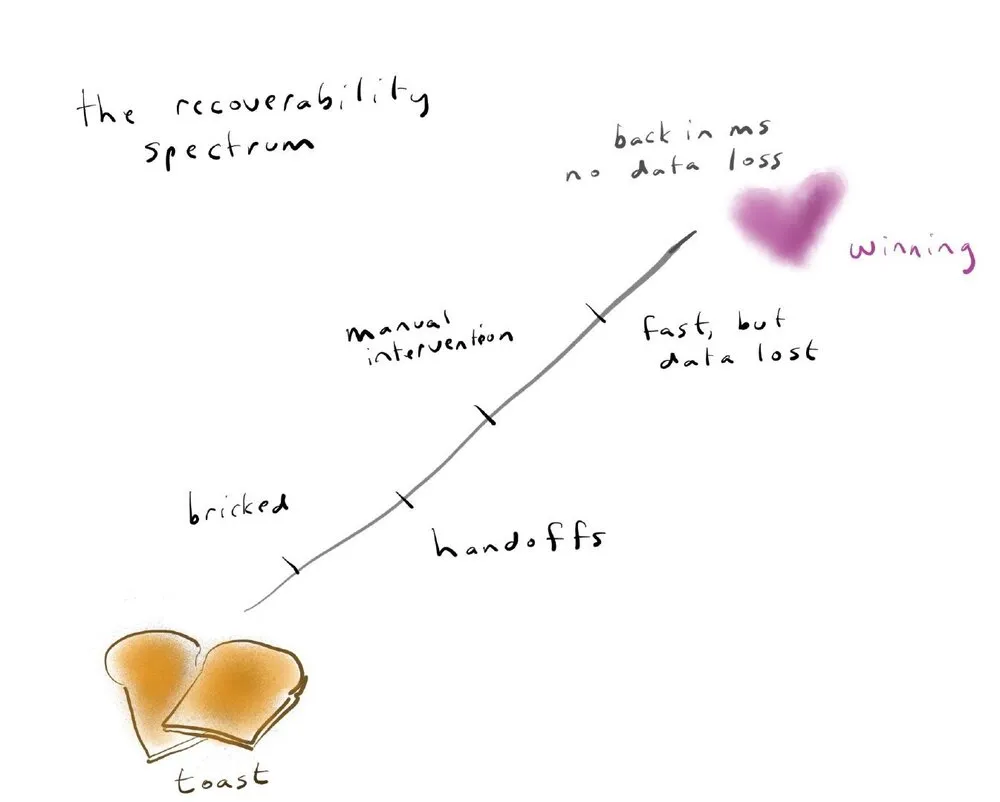 the recoverability
spectrum
back in ms
no data loss
winning
manual
intervention
fast, but
data lost
bricked
handoffs
toast